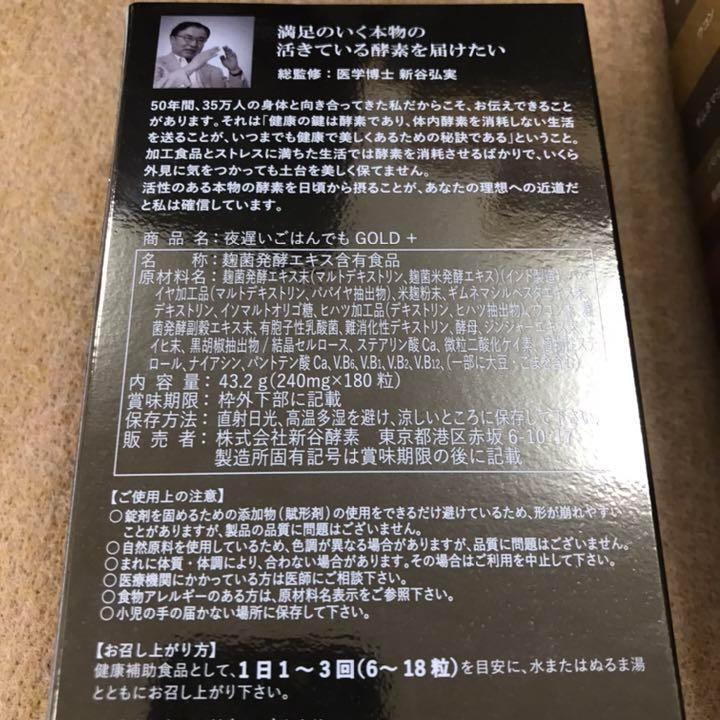 満足のいく本物の
活きている酵素を届けたい
総監修：医学博士 新谷弘実
50年間、35万人の身体と向き合ってきた私だからこそ、お伝えできること
があります。それは「健康の鍵は酵素であり、体内酵素を消耗しない生活
を送ることが、いつまでも健康で美しくあるための秘訣である」ということ。
加工食品とストレスに満ちた生活では酵素を消耗させるばかりで、いくら
外見に気をつかっても土台を美しく保てません。
活性のある本物の酵素を日頃から摂ることが、あなたの理想への近道だ
と私は確信しています。
商 品 名：夜遅いごはんでも GOLD +
名 称：麹菌発酵エキス含有食品
原材料名：麹菌発酵エキス末(マルトデキストリン、麹菌米発酵エキス)(インド製造)、パパ
イヤ加工品(マルトデキストリン、パパイヤ抽出物)、米麹粉末、ギムネマシルベスタエキス末、
デキストリン、イソマルトオリゴ糖、ヒハツ加工品(デキストリン、ヒハツ抽出物)、ウコン
菌発酵副穀エキス末、有胞子性乳酸菌、難消化性デキストリン、酵母、ジンジャーエキス末、
イヒ末、黒胡椒抽出物 / 結晶セルロース、ステアリン酸 Ca、微粒二酸化ケイ素、
ロール、ナイアシン、パントテン酸 Ca、V.B₆、V.B₁、V.B₂、V.B₁₂、(一部に大豆・ごまを含む)
内 容 量：43.2 g (240mg×180 粒)
賞味期限：枠外下部に記載
保存方法：直射日光、高温多湿を避け、涼しいところに保存して下さい。
販 売 者：株式会社新谷酵素 東京都港区赤坂 6-10-17
製造所固有記号は賞味期限の後に記載
【ご使用上の注意】
○錠剤を固めるための添加物（賦形剤）の使用をできるだけ避けているため、形が崩れやすい
ことがありますが、製品の品質に問題はございません。
○自然原料を使用しているため、色調が異なる場合がありますが、品質に問題はございません。
○まれに体質・体調により、合わない場合があります。その場合はご利用を中止して下さい。
○医療機関にかかっている方は医師にご相談下さい。
○食物アレルギーのある方は、原材料名表示をご参照下さい。
○小児の手の届かない場所に保存して下さい。
【お召し上がり方】
健康補助食品として、1日1〜3回(6〜18粒)を目安に、水またはぬるま湯
とともにお召し上がり下さい。